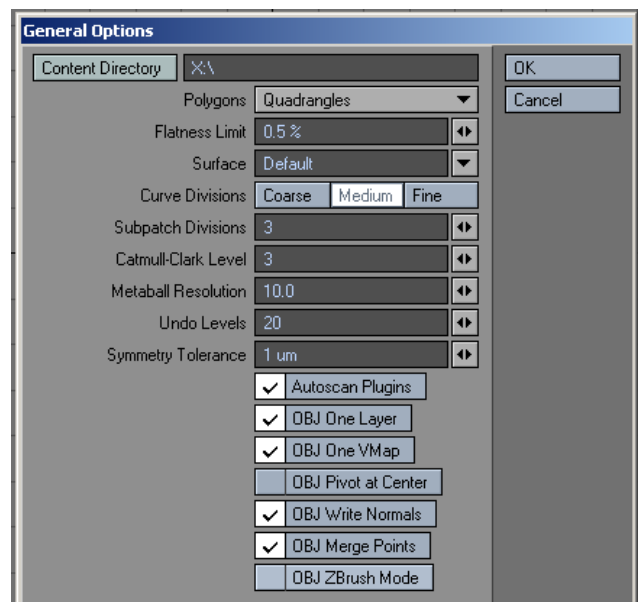 General Options
Content Directory X:\ OK
Polygons Quadrangles Cancel
Flatness Limit 0.5 %
Surface Default
Curve Divisions Coarse Medium Fine
Subpatch Divisions 3
Catmull-Clark Level 3
Metaball Resolution 10.0
Undo Levels 20
Symmetry Tolerance 1 um
Autoscan Plugins
OBJ One Layer
OBJ One VMap
OBJ Pivot at Center
OBJ Write Normals
OBJ Merge Points
OBJ ZBrush Mode